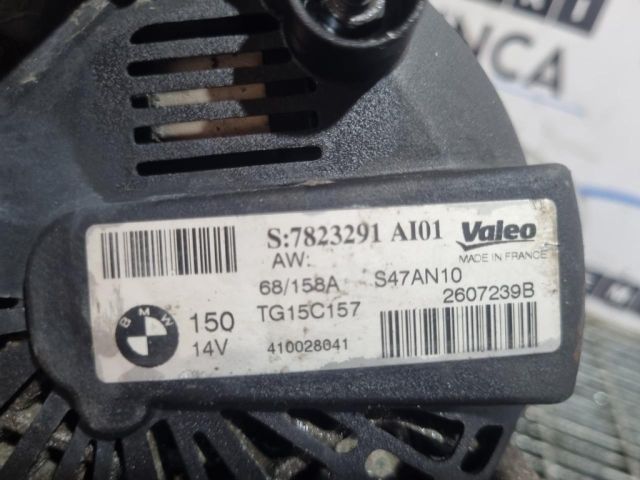 S:7823291 AI01 Valeo
AW: MADE IN FRANCE
68/158A S47AN10
BMW 150 TG15C157 2607239B
14V 410028041
NCA